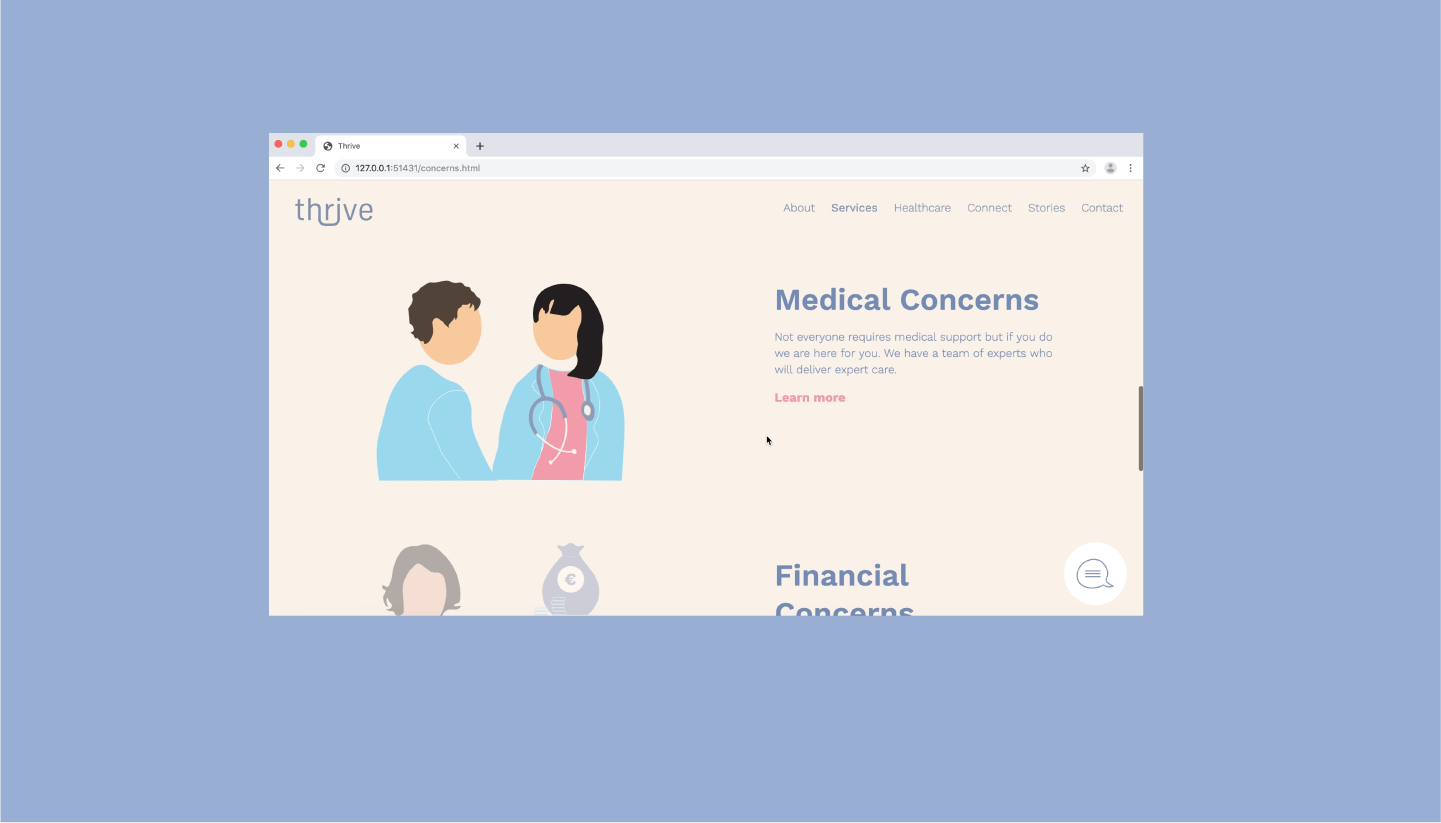 Thrive
127.0.0.1:51431/concerns.html
thrive
About Services Healthcare Connect Stories Contact
Medical Concerns
Not everyone requires medical support but if you do
we are here for you. We have a team of experts who
will deliver expert care.
Learn more
€
Financial
Concerns